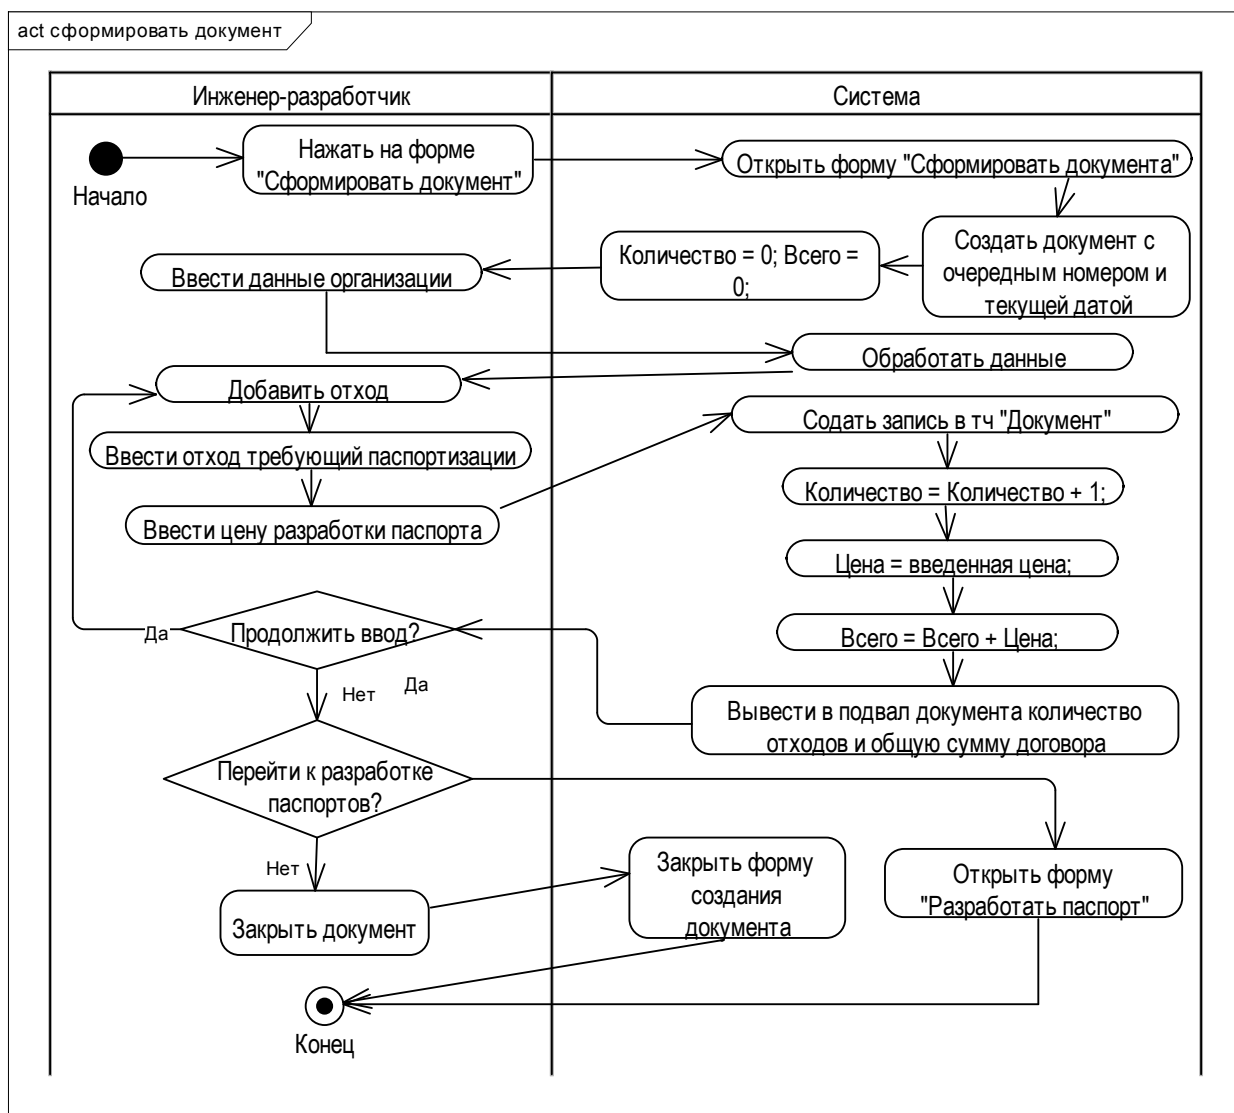 act сформировать документ
Инженер-разработчик
Система
Начало
Нажать на форме
"Сформировать документ"
Открыть форму "Сформировать документа"
Создать документ с
очередным номером и
текущей датой
Количество = 0; Всего =
0;
Ввести данные организации
Обработать данные
Добавить отход
Ввести отход требующий паспортизации
Ввести цену разработки паспорта
Содать запись в тч "Документ"
Количество = Количество + 1;
Цена = введенная цена;
Всего = Всего + Цена;
Вывести в подвал документа количество
отходов и общую сумму договора
Продолжить ввод?
Да
Нет
Да
Перейти к разработке
паспортов?
Нет
Закрыть документ
Закрыть форму
создания
документа
Открыть форму
"Разработать паспорт"
Конец